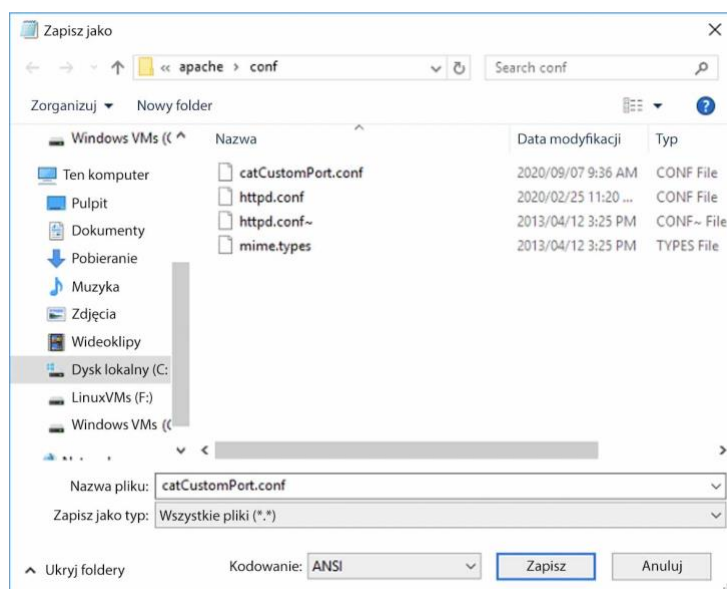 Zapisz jako
« apache > conf
Search conf
Zorganizuj
Nowy folder
Nazwa
Data modyfikacji
Typ
Windows VMs ((
Ten komputer
Pulpit
Dokumenty
Pobieranie
Muzyka
Zdjęcia
Wideoklipy
Dysk lokalny (C:
LinuxVMs (F:)
Windows VMs ((
catCustomPort.conf 2020/09/07 9:36 AM CONF File
httpd.conf 2020/02/25 11:20 ... CONF File
httpd.conf~ 2013/04/12 3:25 PM CONF~ File
mime.types 2013/04/12 3:25 PM TYPES File
Nazwa pliku: catCustomPort.conf
Zapisz jako typ: Wszystkie pliki (*.*)
Ukryj foldery
Kodowanie: ANSI
Zapisz
Anuluj